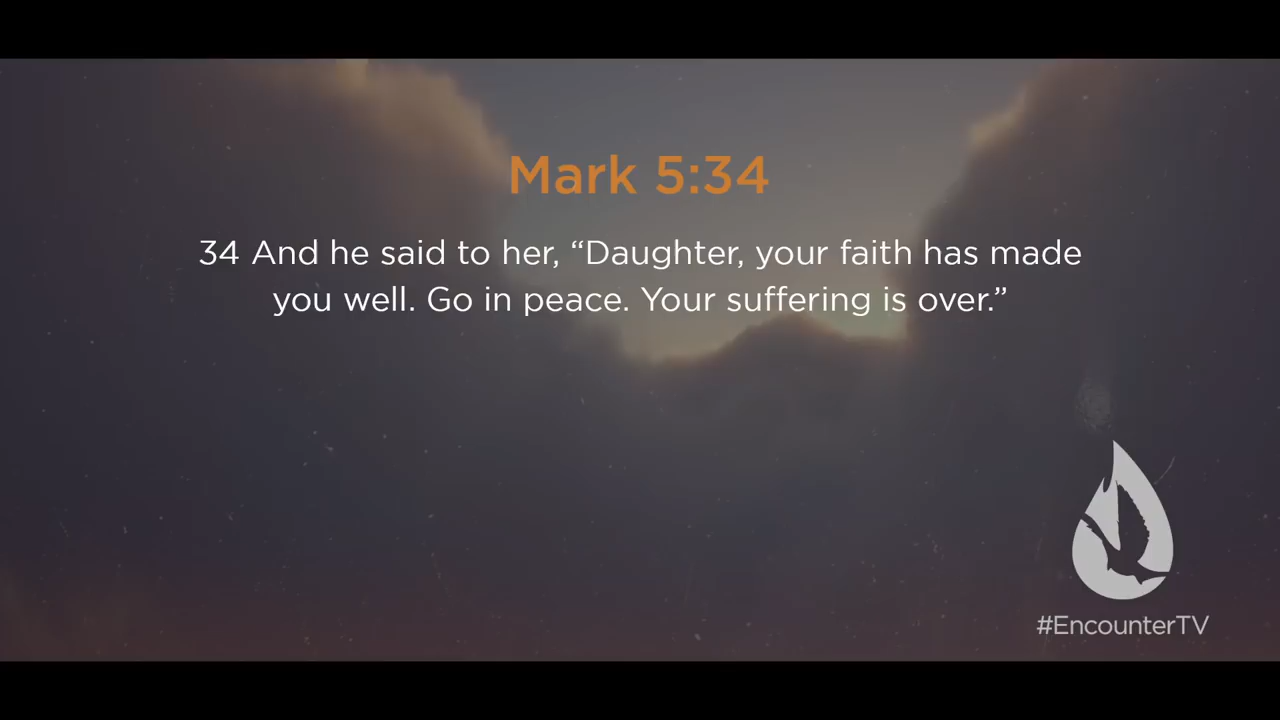 Mark 5:34
34 And he said to her, “Daughter, your faith has made
you well. Go in peace. Your suffering is over.”
#EncounterTV